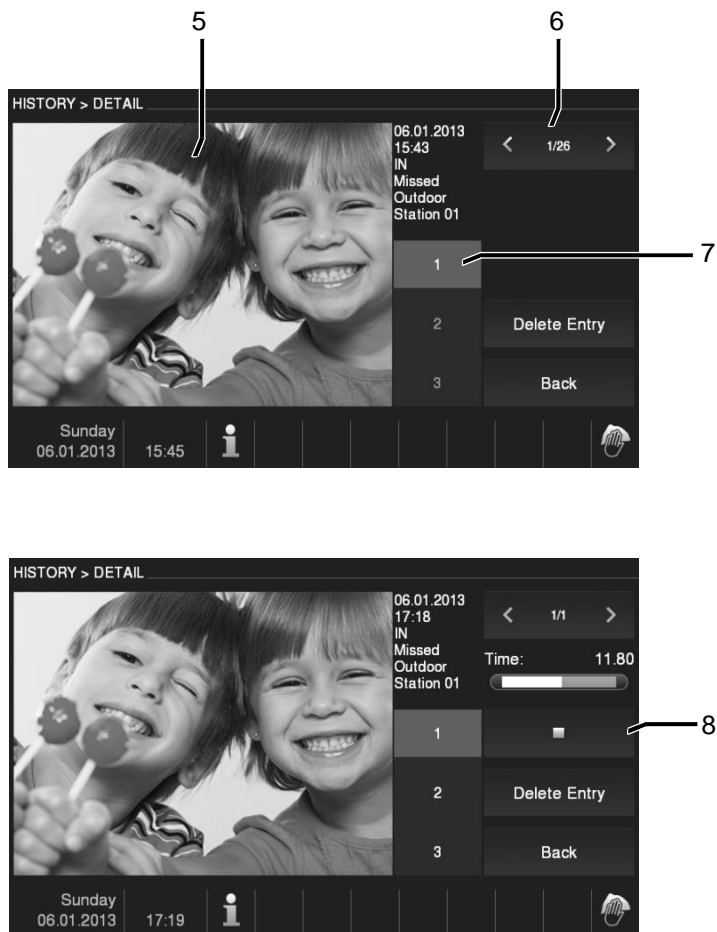 5
6
HISTORY > DETAIL
06.01.2013
15:43
IN
Missed
Outdoor
Station 01
1/26
7
1
2
Delete Entry
3
Back
Sunday
06.01.2013
15:45
HISTORY > DETAIL
06.01.2013
17:18
IN
Missed
Outdoor
Station 01
1/1
Time: 11.80
8
1
2
Delete Entry
3
Back
Sunday
06.01.2013
17:19